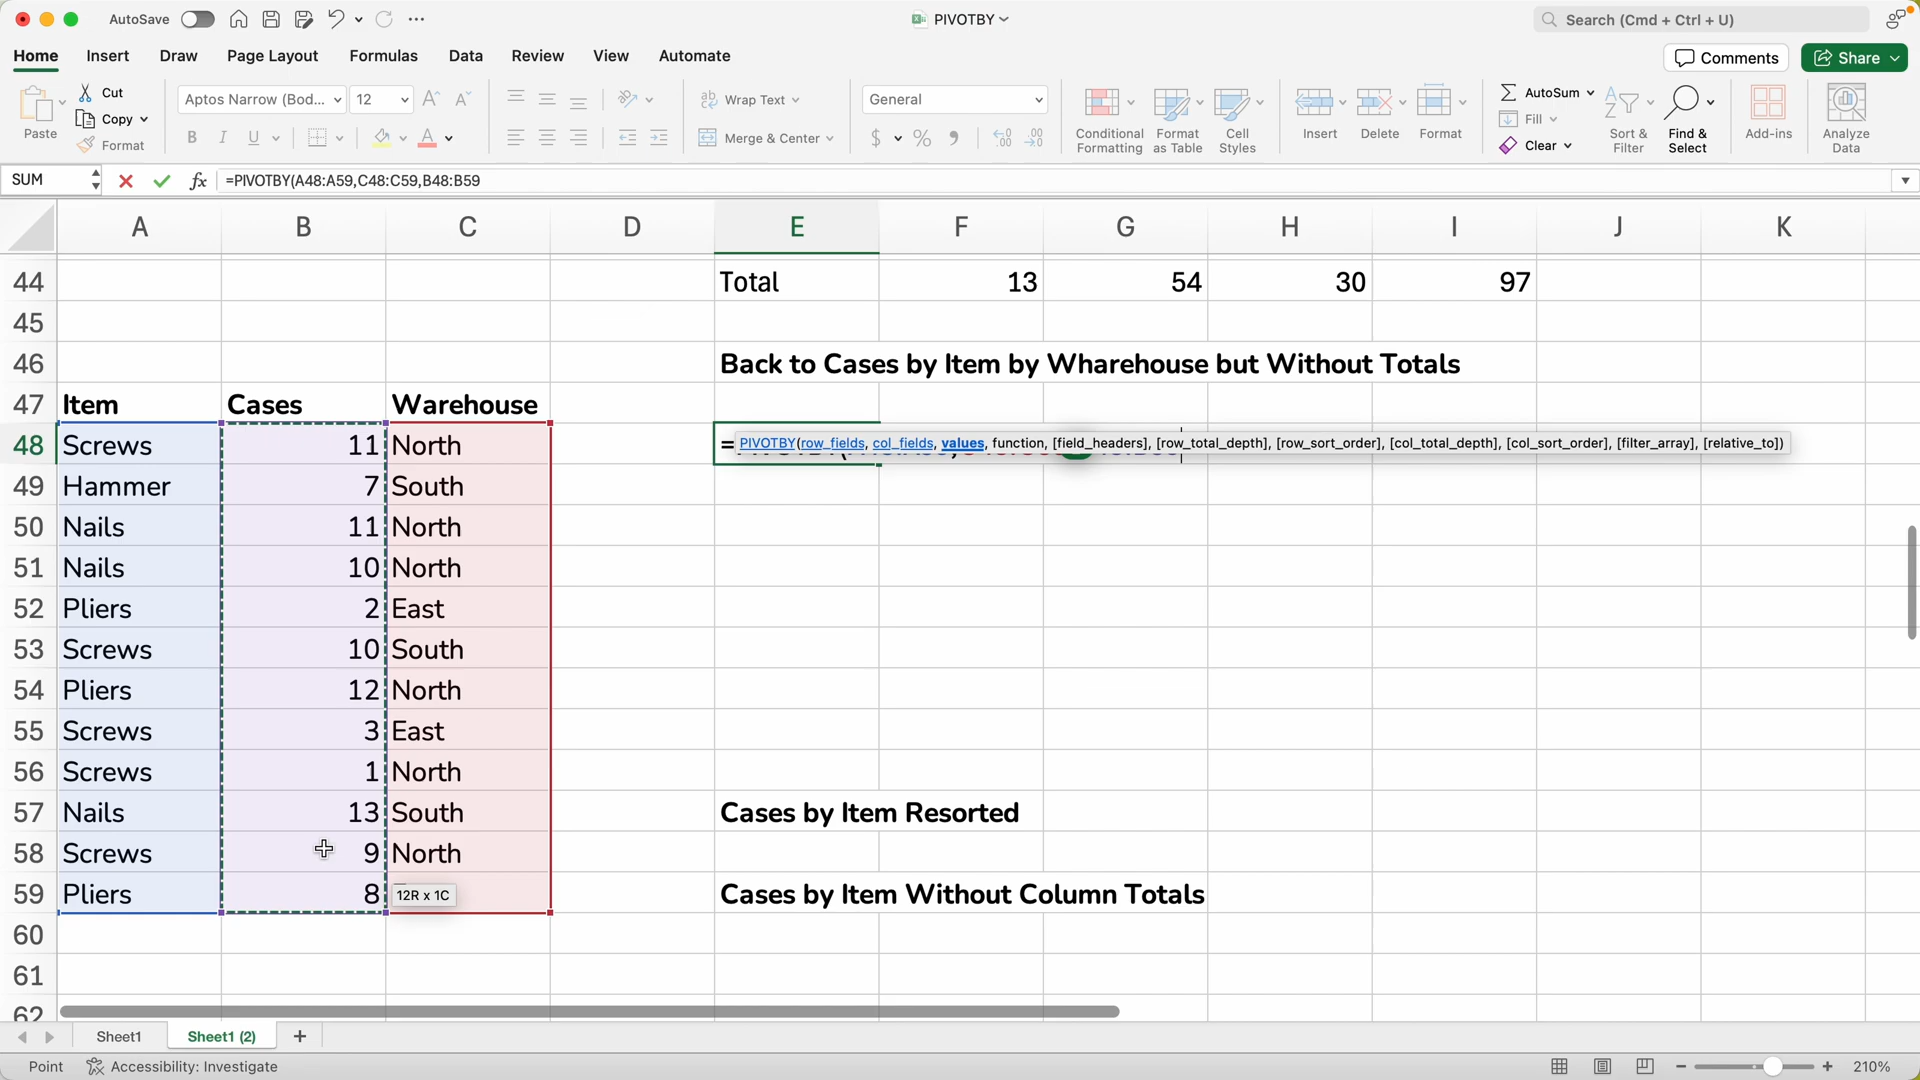 AutoSave
PIVOTBY
Search (Cmd + Ctrl + U)
Home Insert Draw Page Layout Formulas Data Review View Automate
Comments Share
Paste
Cut
Copy
Format
Aptos Narrow (Bod... 12
B I U
Wrap Text
Merge & Center
General
$ %
Conditional Formatting
Format as Table
Cell Styles
Insert
Delete
Format
AutoSum
Fill
Clear
Sort & Filter
Find & Select
Add-ins
Analyze Data
SUM fx =PIVOTBY(A48:A59,C48:C59,B48:B59
A B C D E F G H I J K
44 Total 13 54 30 97
45
46 Back to Cases by Item by Wharehouse but Without Totals
47 Item Cases Warehouse
48 Screws 11 North =
PIVOTBY(row_fields, col_fields, values, function, [field_headers], [row_total_depth], [row_sort_order], [col_total_depth], [col_sort_order], [filter_array], [relative_to])
49 Hammer 7 South
50 Nails 11 North
51 Nails 10 North
52 Pliers 2 East
53 Screws 10 South
54 Pliers 12 North
55 Screws 3 East
56 Screws 1 North
57 Nails 13 South Cases by Item Resorted
58 Screws 9 North
59 Pliers 8 12R x 1C Cases by Item Without Column Totals
60
61
62
Sheet1 Sheet1 (2) +
Point Accessibility: Investigate 210%